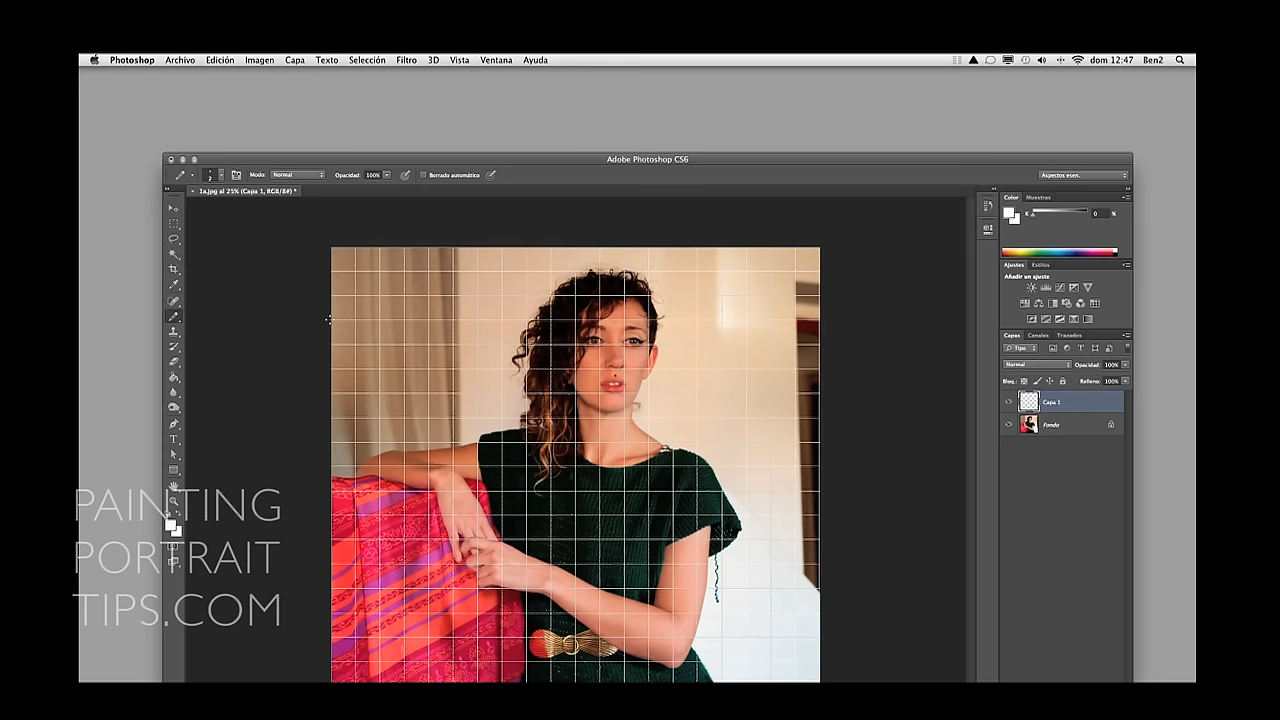 Photoshop Archivo Edición Imagen Capa Texto Selección Filtro 3D Vista Ventana Ayuda dom 12:47 Ben2
Adobe Photoshop CS6
Modo: Normal Opacidad: 100% Borrado automático Aspectos esen.
× 1a.jpg al 25% (Capa 1, RGB/8#) *
Color Muestras
K 0 %
Ajustes Estilos
Añadir un ajuste
Capas Canales Trazados
Tipo
Normal Opacidad: 100%
Bloq.: Relleno: 100%
Capa 1
Fondo
PAINTING
PORTRAIT
TIPS.COM